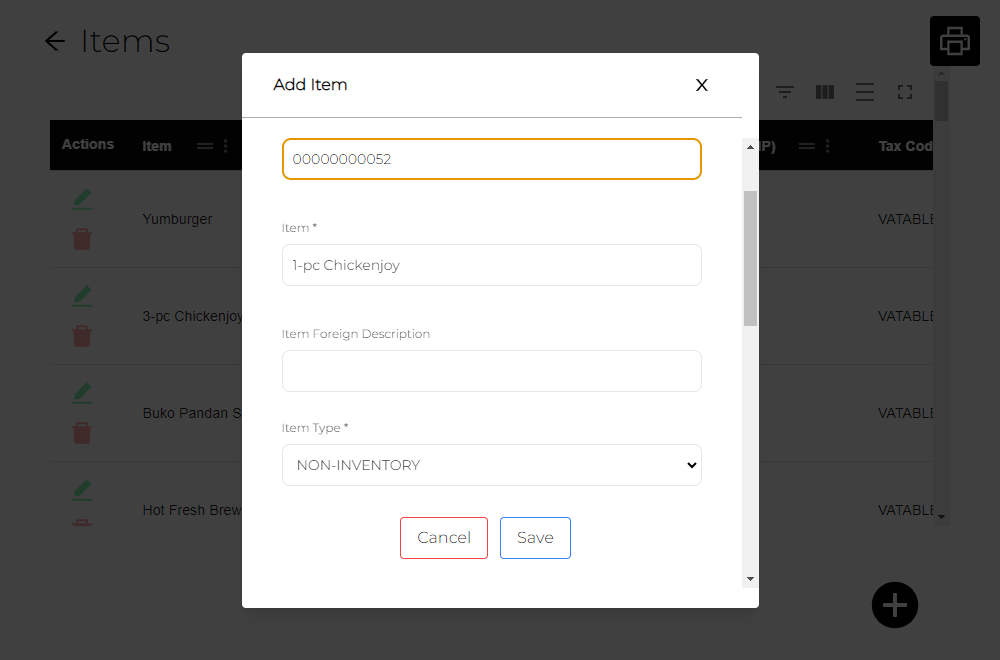 Items
Add Item
X
Actions
Item
IP)
Tax Cod
00000000052
Yumburger
VATABLE
Item *
1-pc Chickenjoy
3-pc Chickenjoy
VATABLE
Item Foreign Description
Buko Pandan S
VATABLE
Item Type *
NON-INVENTORY
Hot Fresh Brew
VATABLE
Cancel
Save